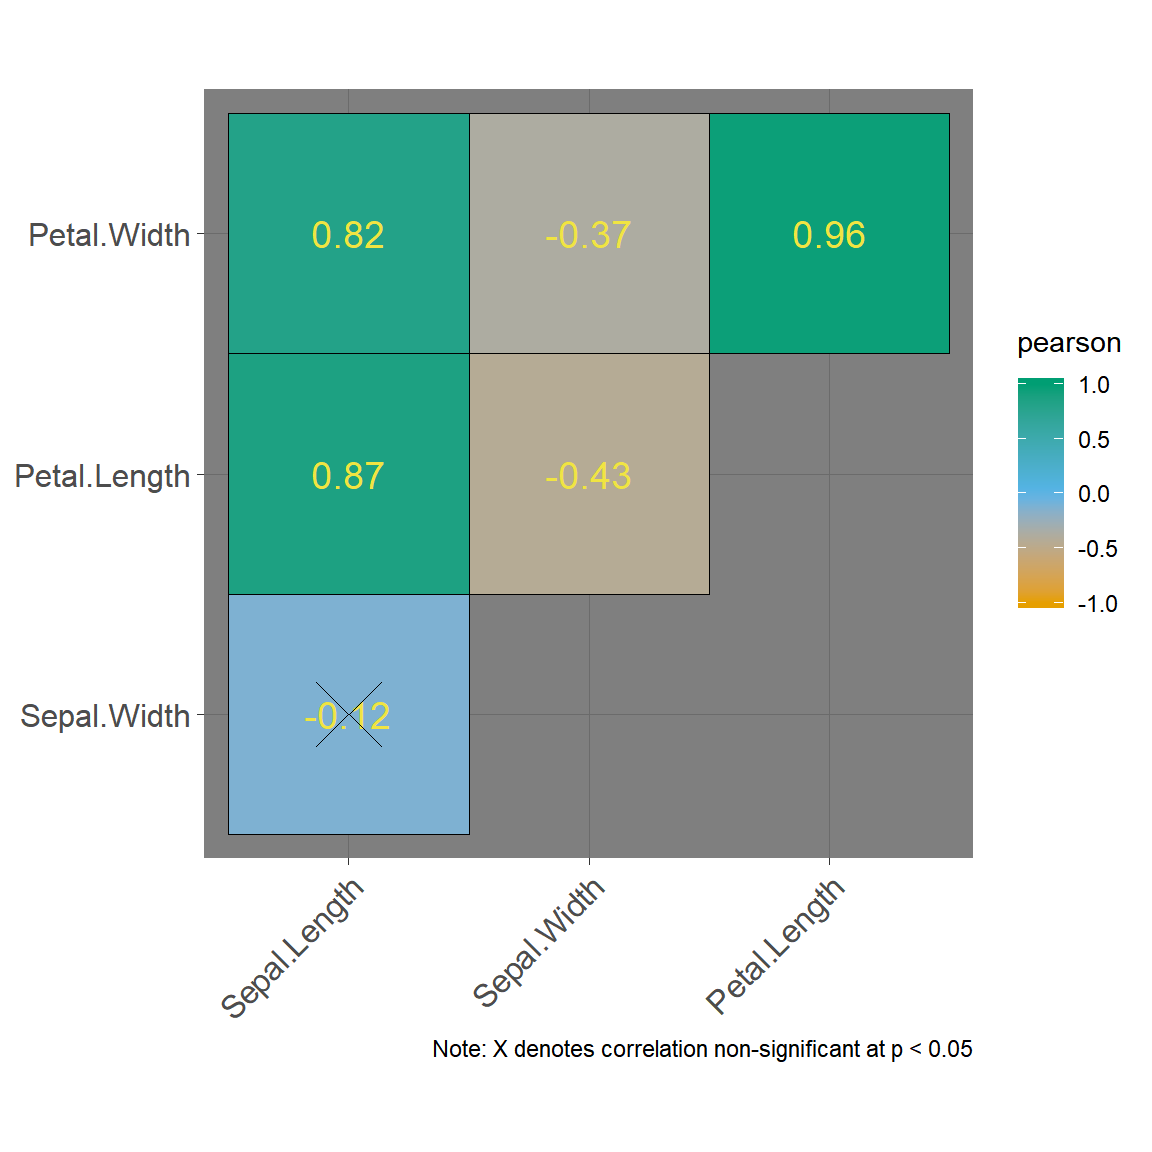 Petal.Width
0.82
-0.37
0.96
Petal.Length
0.87
-0.43
Sepal.Width
-0.12
Sepal.Length
Sepal.Width
Petal.Length
pearson
1.0
0.5
0.0
-0.5
-1.0
Note: X denotes correlation non-significant at p < 0.05